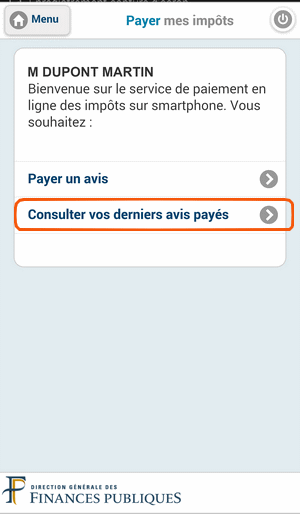 Menu
Payer mes impôts
M DUPONT MARTIN
Bienvenue sur le service de paiement en
ligne des impôts sur smartphone. Vous
souhaitez :
Payer un avis
Consulter vos derniers avis payés
DIRECTION GÉNÉRALE DES
FINANCES PUBLIQUES